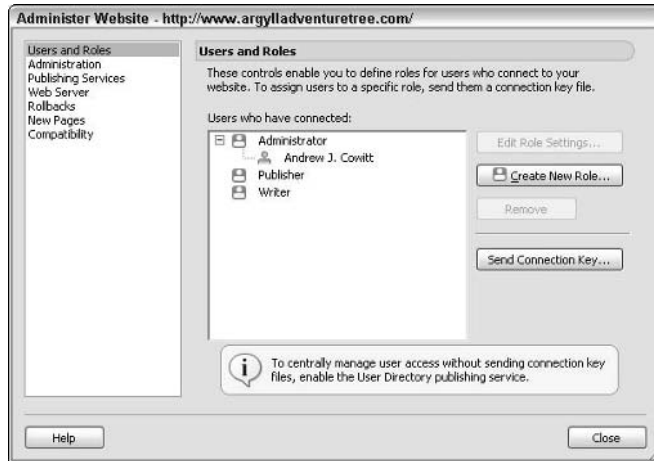 Administer Website - http://www.argylladventuretree.com/
Users and Roles
Administration
Publishing Services
Web Server
Rollbacks
New Pages
Compatibility
Users and Roles
These controls enable you to define roles for users who connect to your
website. To assign users to a specific role, send them a connection key file.
Users who have connected:
Administrator
Andrew J. Cowitt
Publisher
Writer
Edit Role Settings...
Create New Role...
Remove
Send Connection Key...
To centrally manage user access without sending connection key
files, enable the User Directory publishing service.
Help
Close